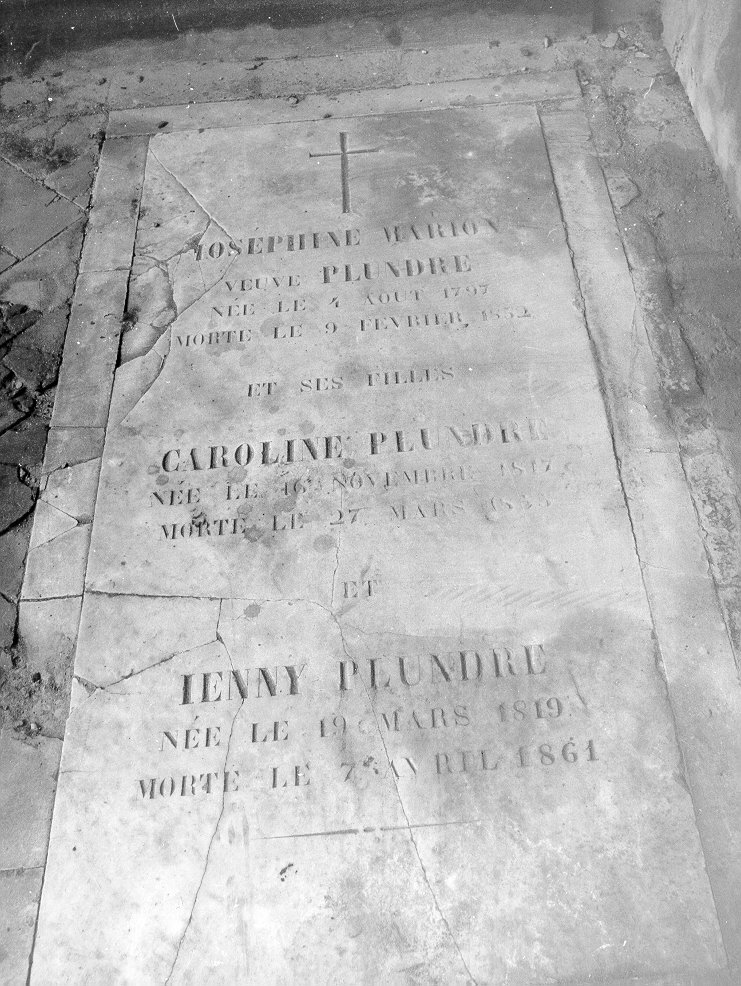 IOSEPHINE MARION
VEUVE PLUNDRE
NÉE LE 4 AOUT 1797
MORTE LE 9 FEVRIER, 1852
ET SES FILLES
CAROLINE PLUNDRE
NÉE LE 16 NOVEMBRE 1817
MORTE LE 27 MARS
ET
IENNY PLUNDRE
NÉE LE 19 MARS 1819
MORTE LE 7 AVRIL 1861